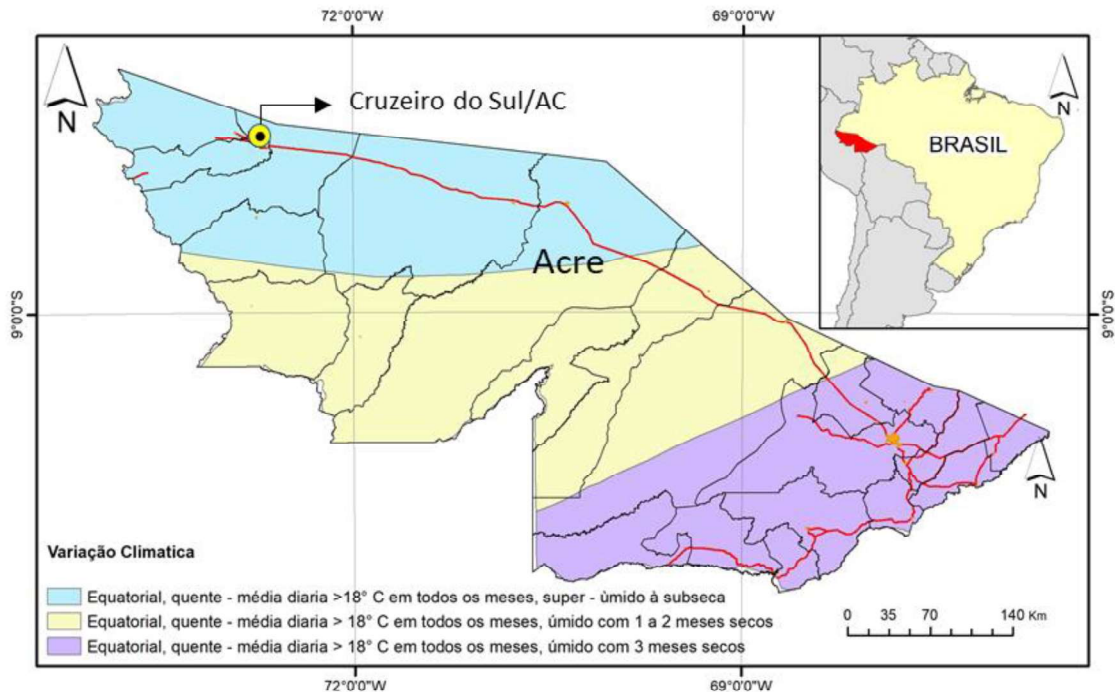 72°0'0"W
69°0'0"W
N
Cruzeiro do Sul/AC
BRASIL
Acre
9°0'0"S
9°0'0"S
N
Variação Climatica
Equatorial, quente - média diaria >18° C em todos os meses, super - úmido à subseca
Equatorial, quente - média diaria > 18° C em todos os meses, úmido com 1 a 2 meses secos
Equatorial, quente - média diaria > 18° C em todos os meses, úmido com 3 meses secos
0 35 70 140 Km
72°0'0"W
69°0'0"W
N